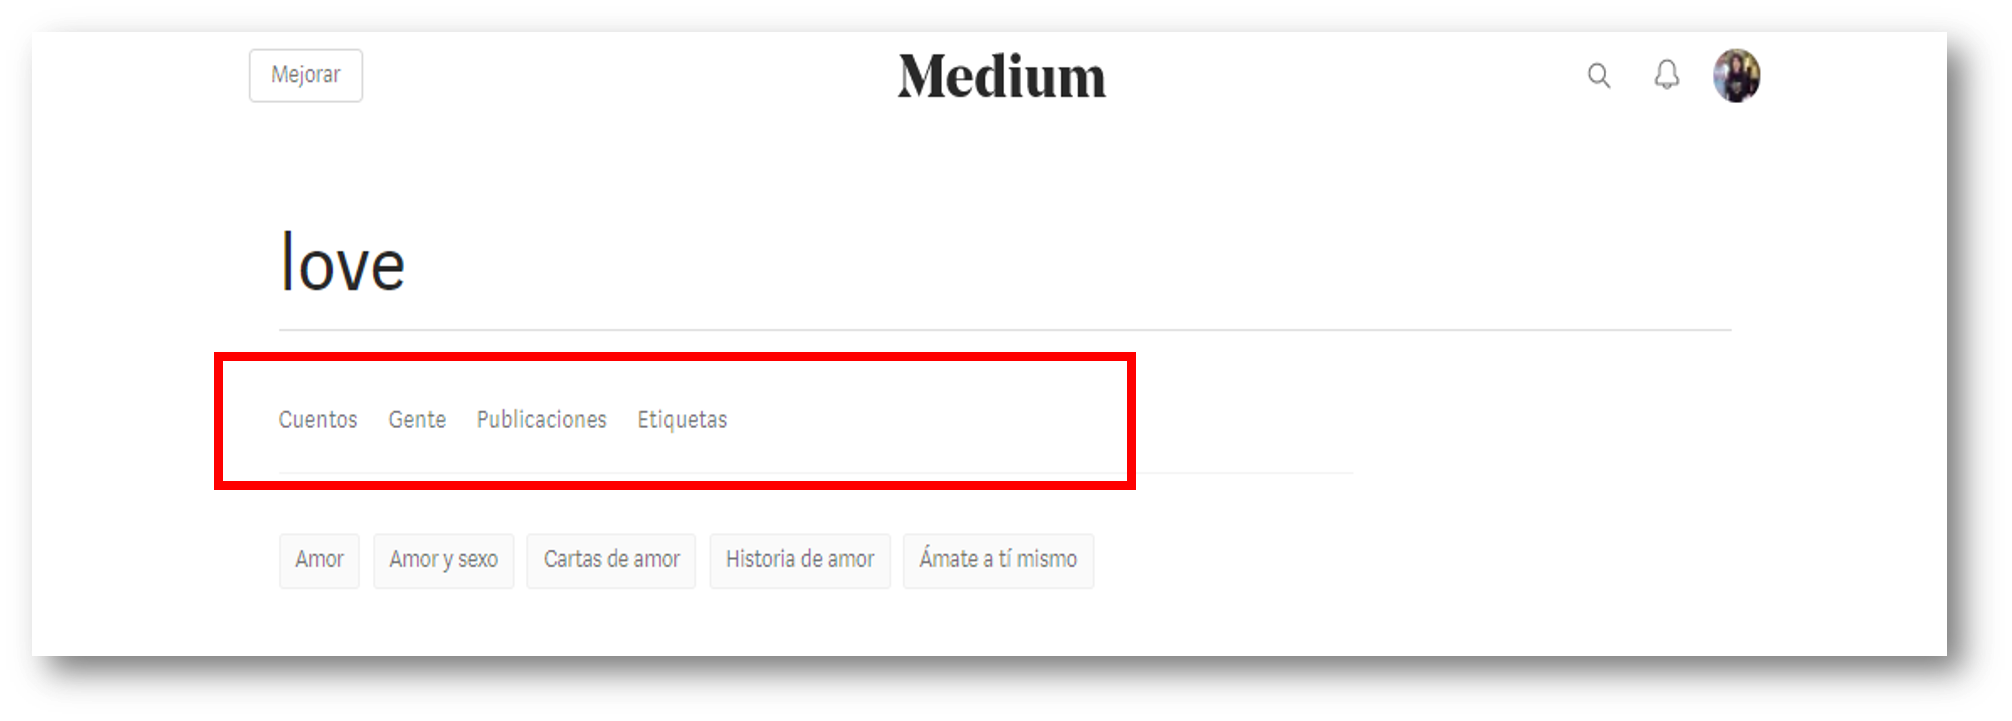 Mejorar Medium
love
Cuentos Gente Publicaciones Etiquetas
Amor Amor y sexo Cartas de amor Historia de amor Ámate a tí mismo